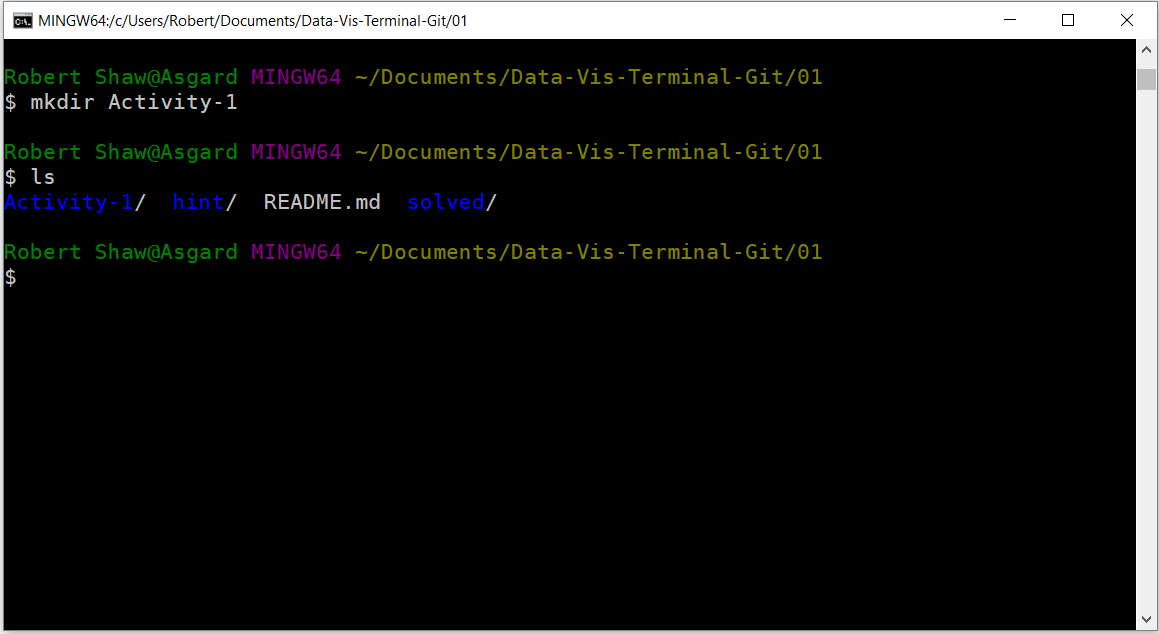 MINGW64:/c/Users/Robert/Documents/Data-Vis-Terminal-Git/01
Robert Shaw@Asgard MINGW64 ~/Documents/Data-Vis-Terminal-Git/01
$ mkdir Activity-1
Robert Shaw@Asgard MINGW64 ~/Documents/Data-Vis-Terminal-Git/01
$ ls
Activity-1/  hint/  README.md  solved/
Robert Shaw@Asgard MINGW64 ~/Documents/Data-Vis-Terminal-Git/01
$